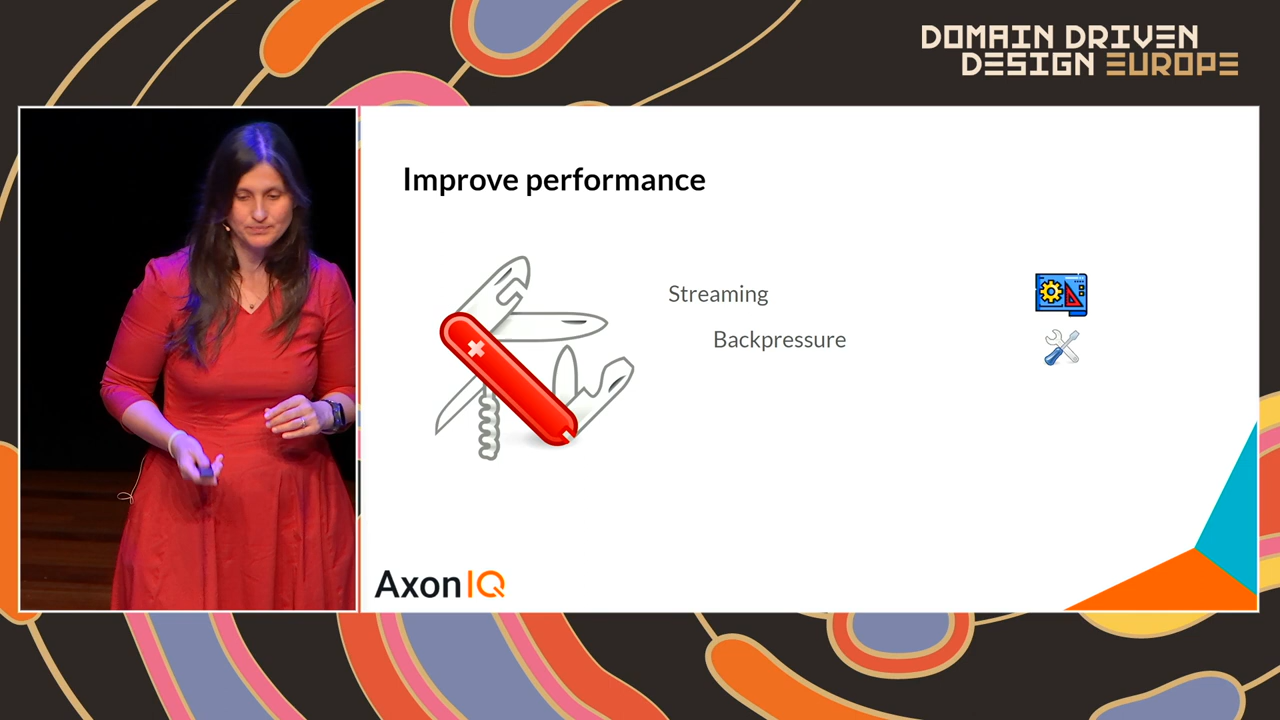 DOMAIN DRIVEN
DESIGN EUROPE
Improve performance
Streaming
Backpressure
AxonIQ